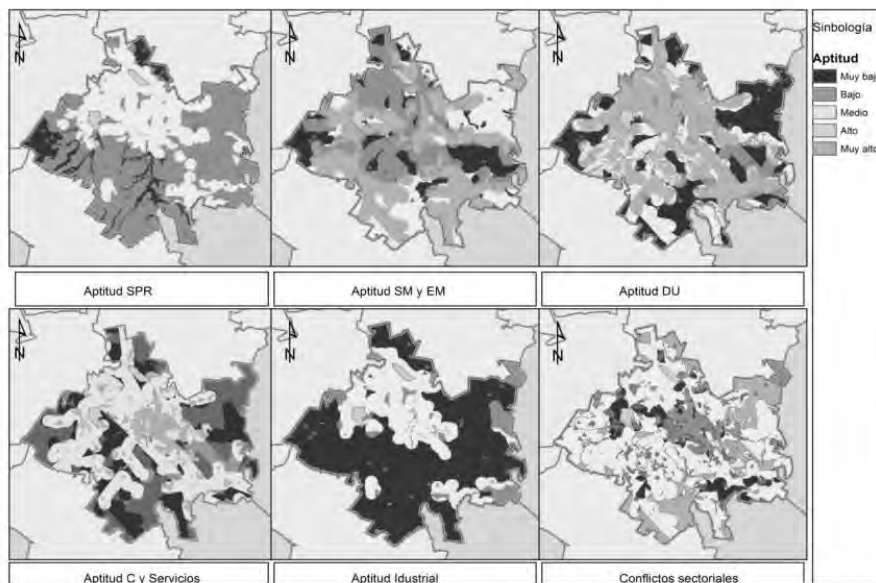 N
N
N
Sinbología
Aptitud
Muy baj
Bajo
Medio
Alto
Muy alto
Aptitud SPR
Aptitud SM y EM
Aptitud DU
N
N
N
Aptitud C y Servicios
Aptitud Idustrial
Conflictos sectoriales